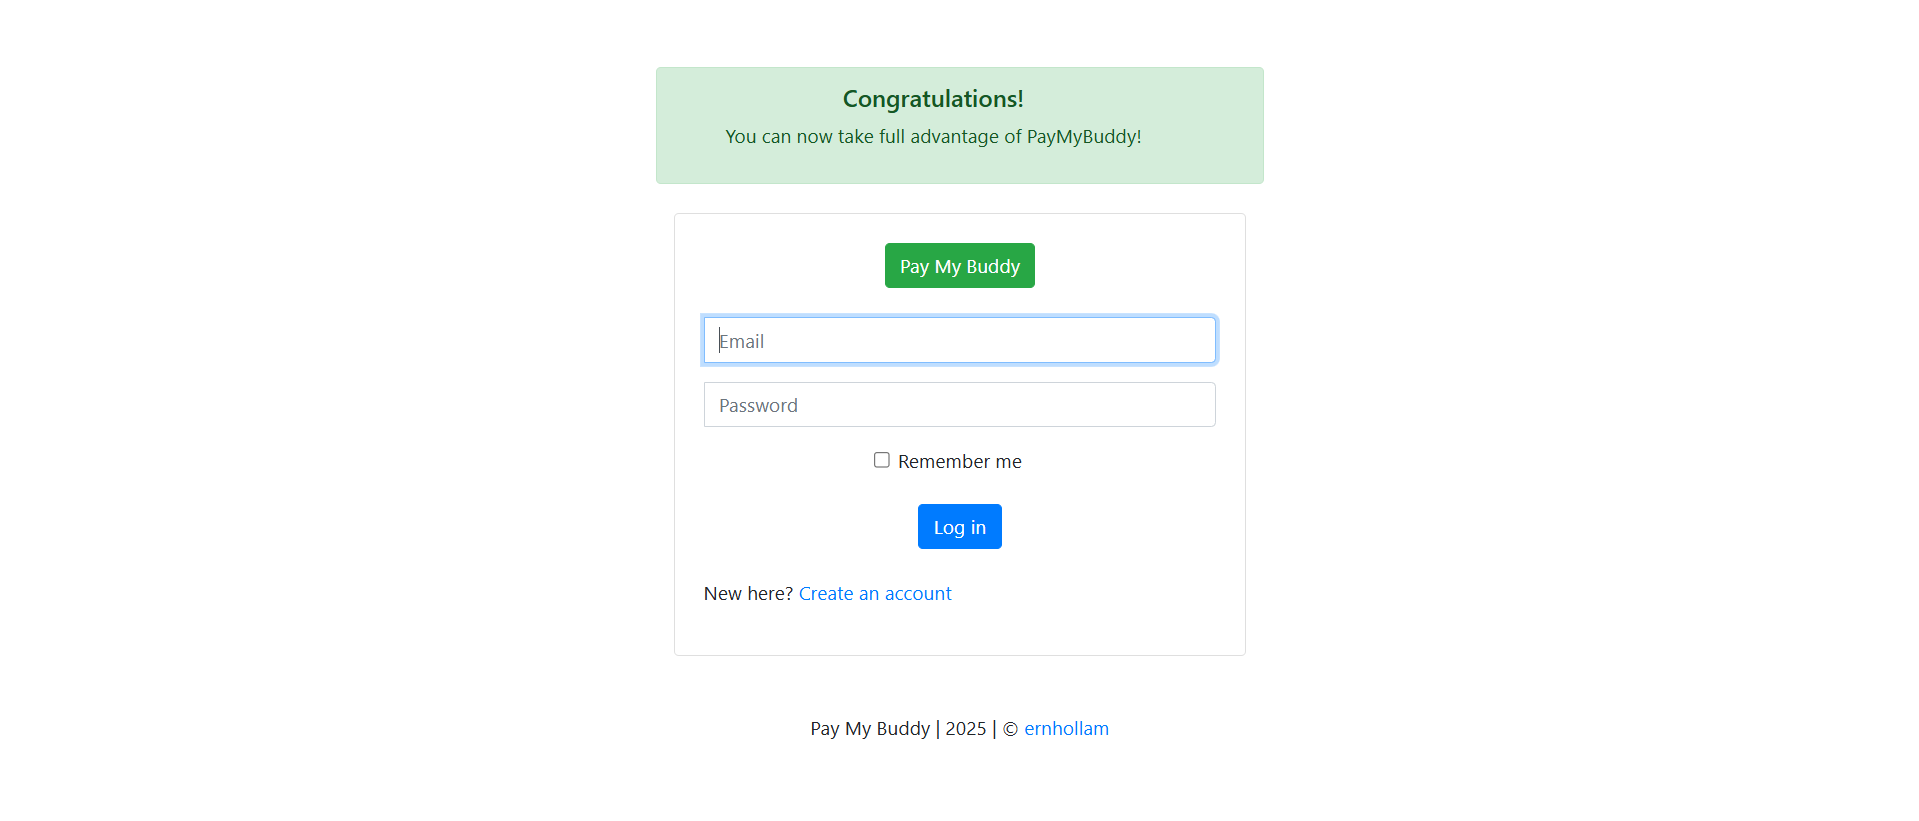 Congratulations!
You can now take full advantage of PayMyBuddy!
Pay My Buddy
Email
Password
Remember me
Log in
New here? Create an account
Pay My Buddy | 2025 | © ernhollam